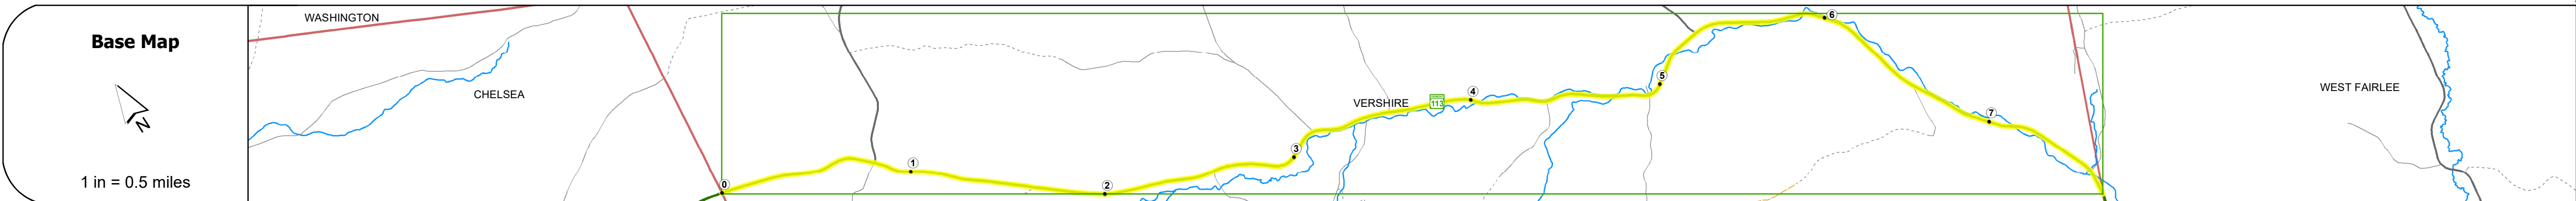 Base Map
N
1 in = 0.5 miles
WASHINGTON
CHELSEA
0
1
2
3
VERSHIRE
113
4
5
6
7
WEST FAIRLEE